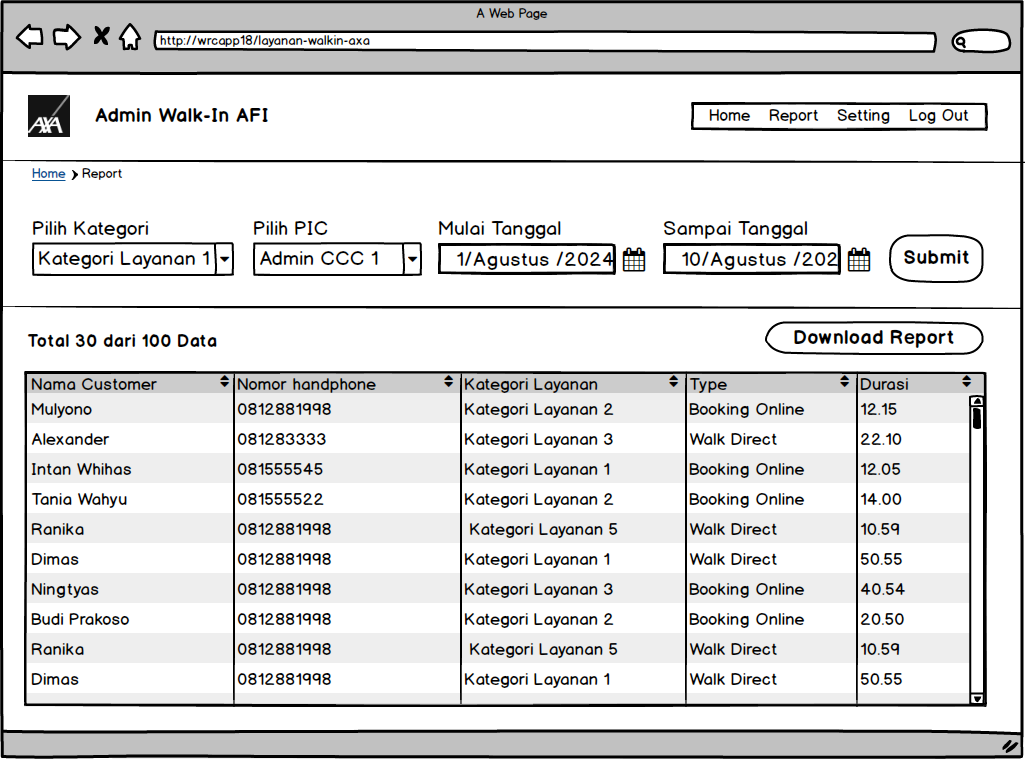 A Web Page
http://wrcapp18/layanan-walkin-axa
AXA
Admin Walk-In AFI
Home Report Setting Log Out
Home Report
Pilih Kategori Pilih PIC Mulai Tanggal Sampai Tanggal
Kategori Layanan 1 Admin CCC 1 1/Agustus /2024 10/Agustus /202 Submit
Total 30 dari 100 Data Download Report
Nama Customer Nomor handphone Kategori Layanan Type Durasi
Mulyono 0812881998 Kategori Layanan 2 Booking Online 12.15
Alexander 081283333 Kategori Layanan 3 Walk Direct 22.10
Intan Whihas 081555545 Kategori Layanan 1 Booking Online 12.05
Tania Wahyu 081555522 Kategori Layanan 2 Booking Online 14.00
Ranika 0812881998 Kategori Layanan 5 Walk Direct 10.59
Dimas 0812881998 Kategori Layanan 1 Walk Direct 50.55
Ningtyas 0812881998 Kategori Layanan 3 Booking Online 40.54
Budi Prakoso 0812881998 Kategori Layanan 2 Booking Online 20.50
Ranika 0812881998 Kategori Layanan 5 Walk Direct 10.59
Dimas 0812881998 Kategori Layanan 1 Walk Direct 50.55